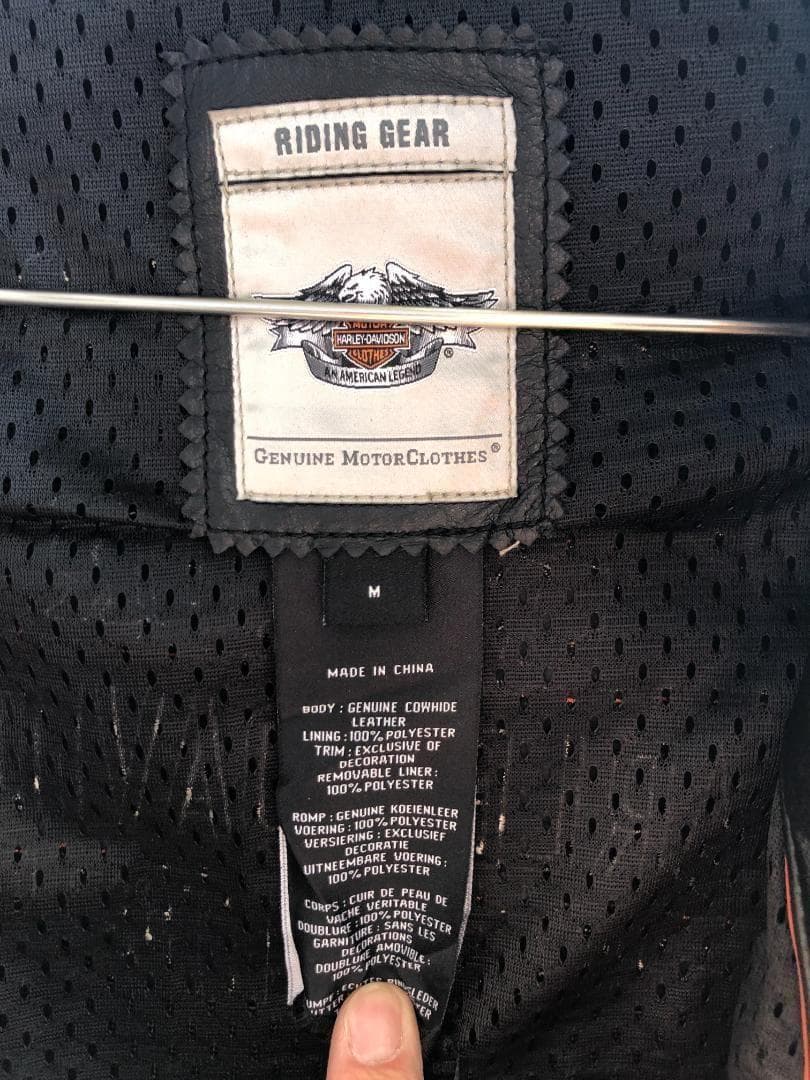 RIDING GEAR
MOTOR
HARLEY-DAVIDSON
CLOTHES
AN AMERICAN LEGEND
®
GENUINE MOTORCLOTHES®
M
MADE IN CHINA
BODY : GENUINE COWHIDE
LEATHER
LINING : 100% POLYESTER
TRIM : EXCLUSIVE OF
DECORATION
REMOVABLE LINER :
100% POLYESTER
ROMP : GENUINE KOEIENLEER
VOERING : 100% POLYESTER
VERSIERING : EXCLUSIEF
DECORATIE
UITNEEMBARE VOERING :
100% POLYESTER
CORPS : CUIR DE PEAU DE
VACHE VERITABLE
DOUBLURE : 100% POLYESTER
GARNITURE : SANS LES
DECORATIONS
DOUBLURE AMOVIBLE :
100% POLYESTER